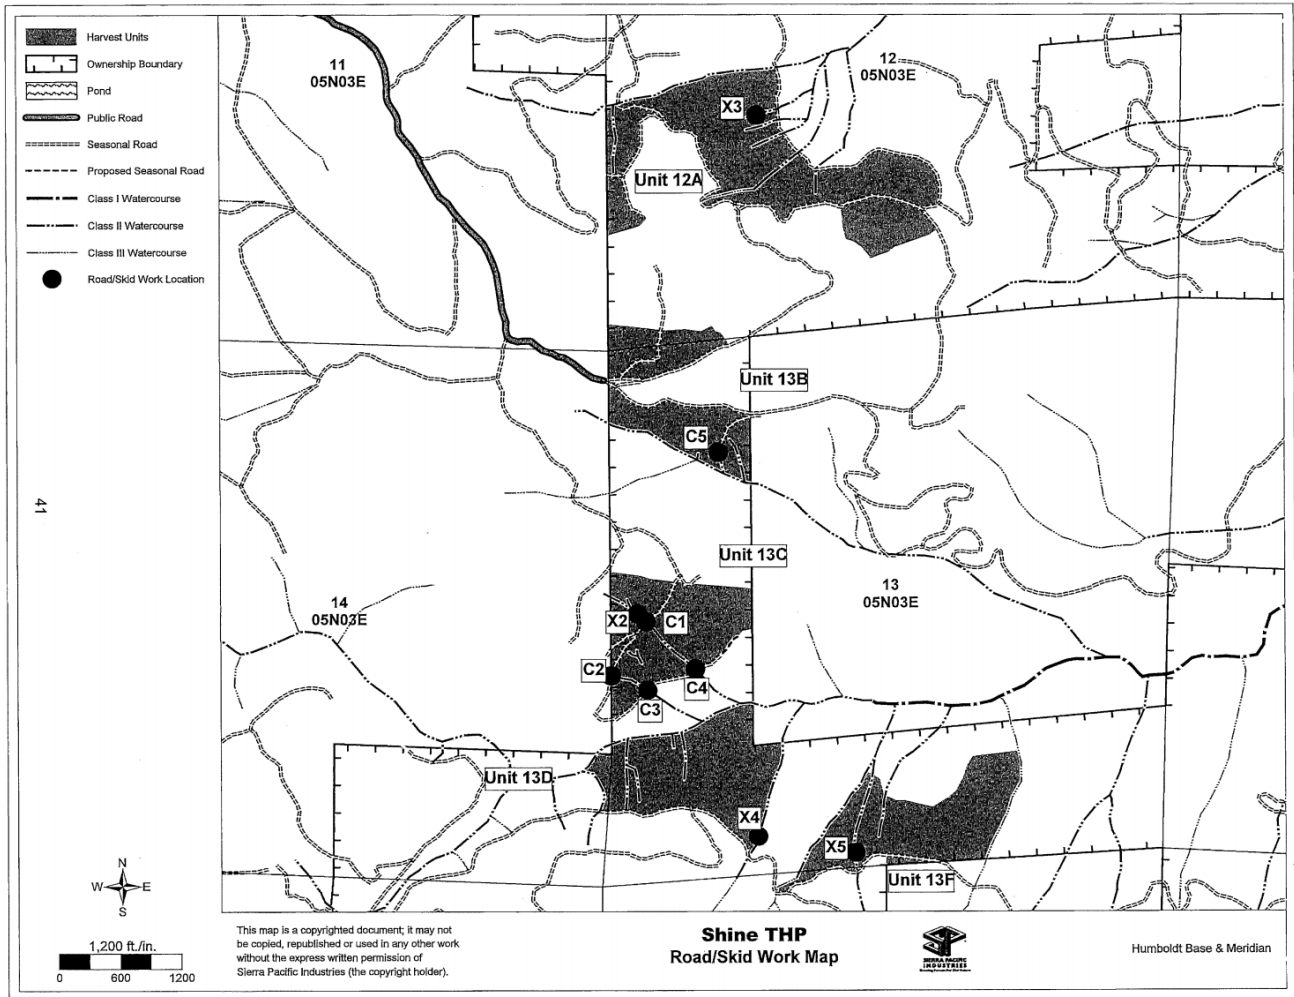 Harvest Units
Ownership Boundary
Pond
Public Road
Seasonal Road
Proposed Seasonal Road
Class I Watercourse
Class II Watercourse
Class III Watercourse
Road/Skid Work Location
11
05N03E
12
05N03E
X3
Unit 12A
Unit 13B
C5
41
Unit 13C
13
05N03E
14
05N03E
X2
C1
C2
C4
C3
Unit 13D
X4
X5
Unit 13F
N
W E
S
1,200 ft./in.
0 600 1200
This map is a copyrighted document; it may not
be copied, republished or used in any other work
without the express written permission of
Sierra Pacific Industries (the copyright holder).
Shine THP
Road/Skid Work Map
SIERRA PACIFIC
INDUSTRIES
Humboldt Base & Meridian